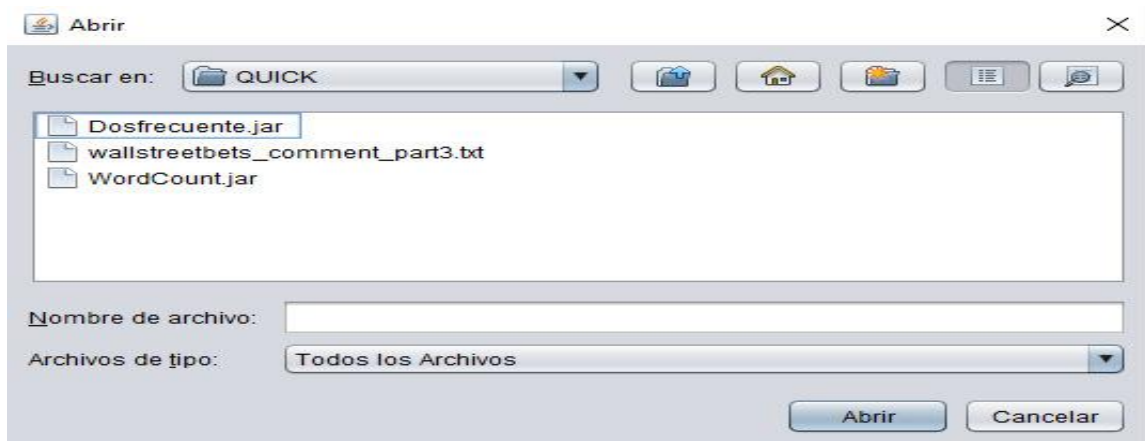 Abrir
Buscar en: QUICK
Dosfrecuente.jar
wallstreetbets_comment_part3.txt
WordCount.jar
Nombre de archivo:
Archivos de tipo: Todos los Archivos
Abrir Cancelar